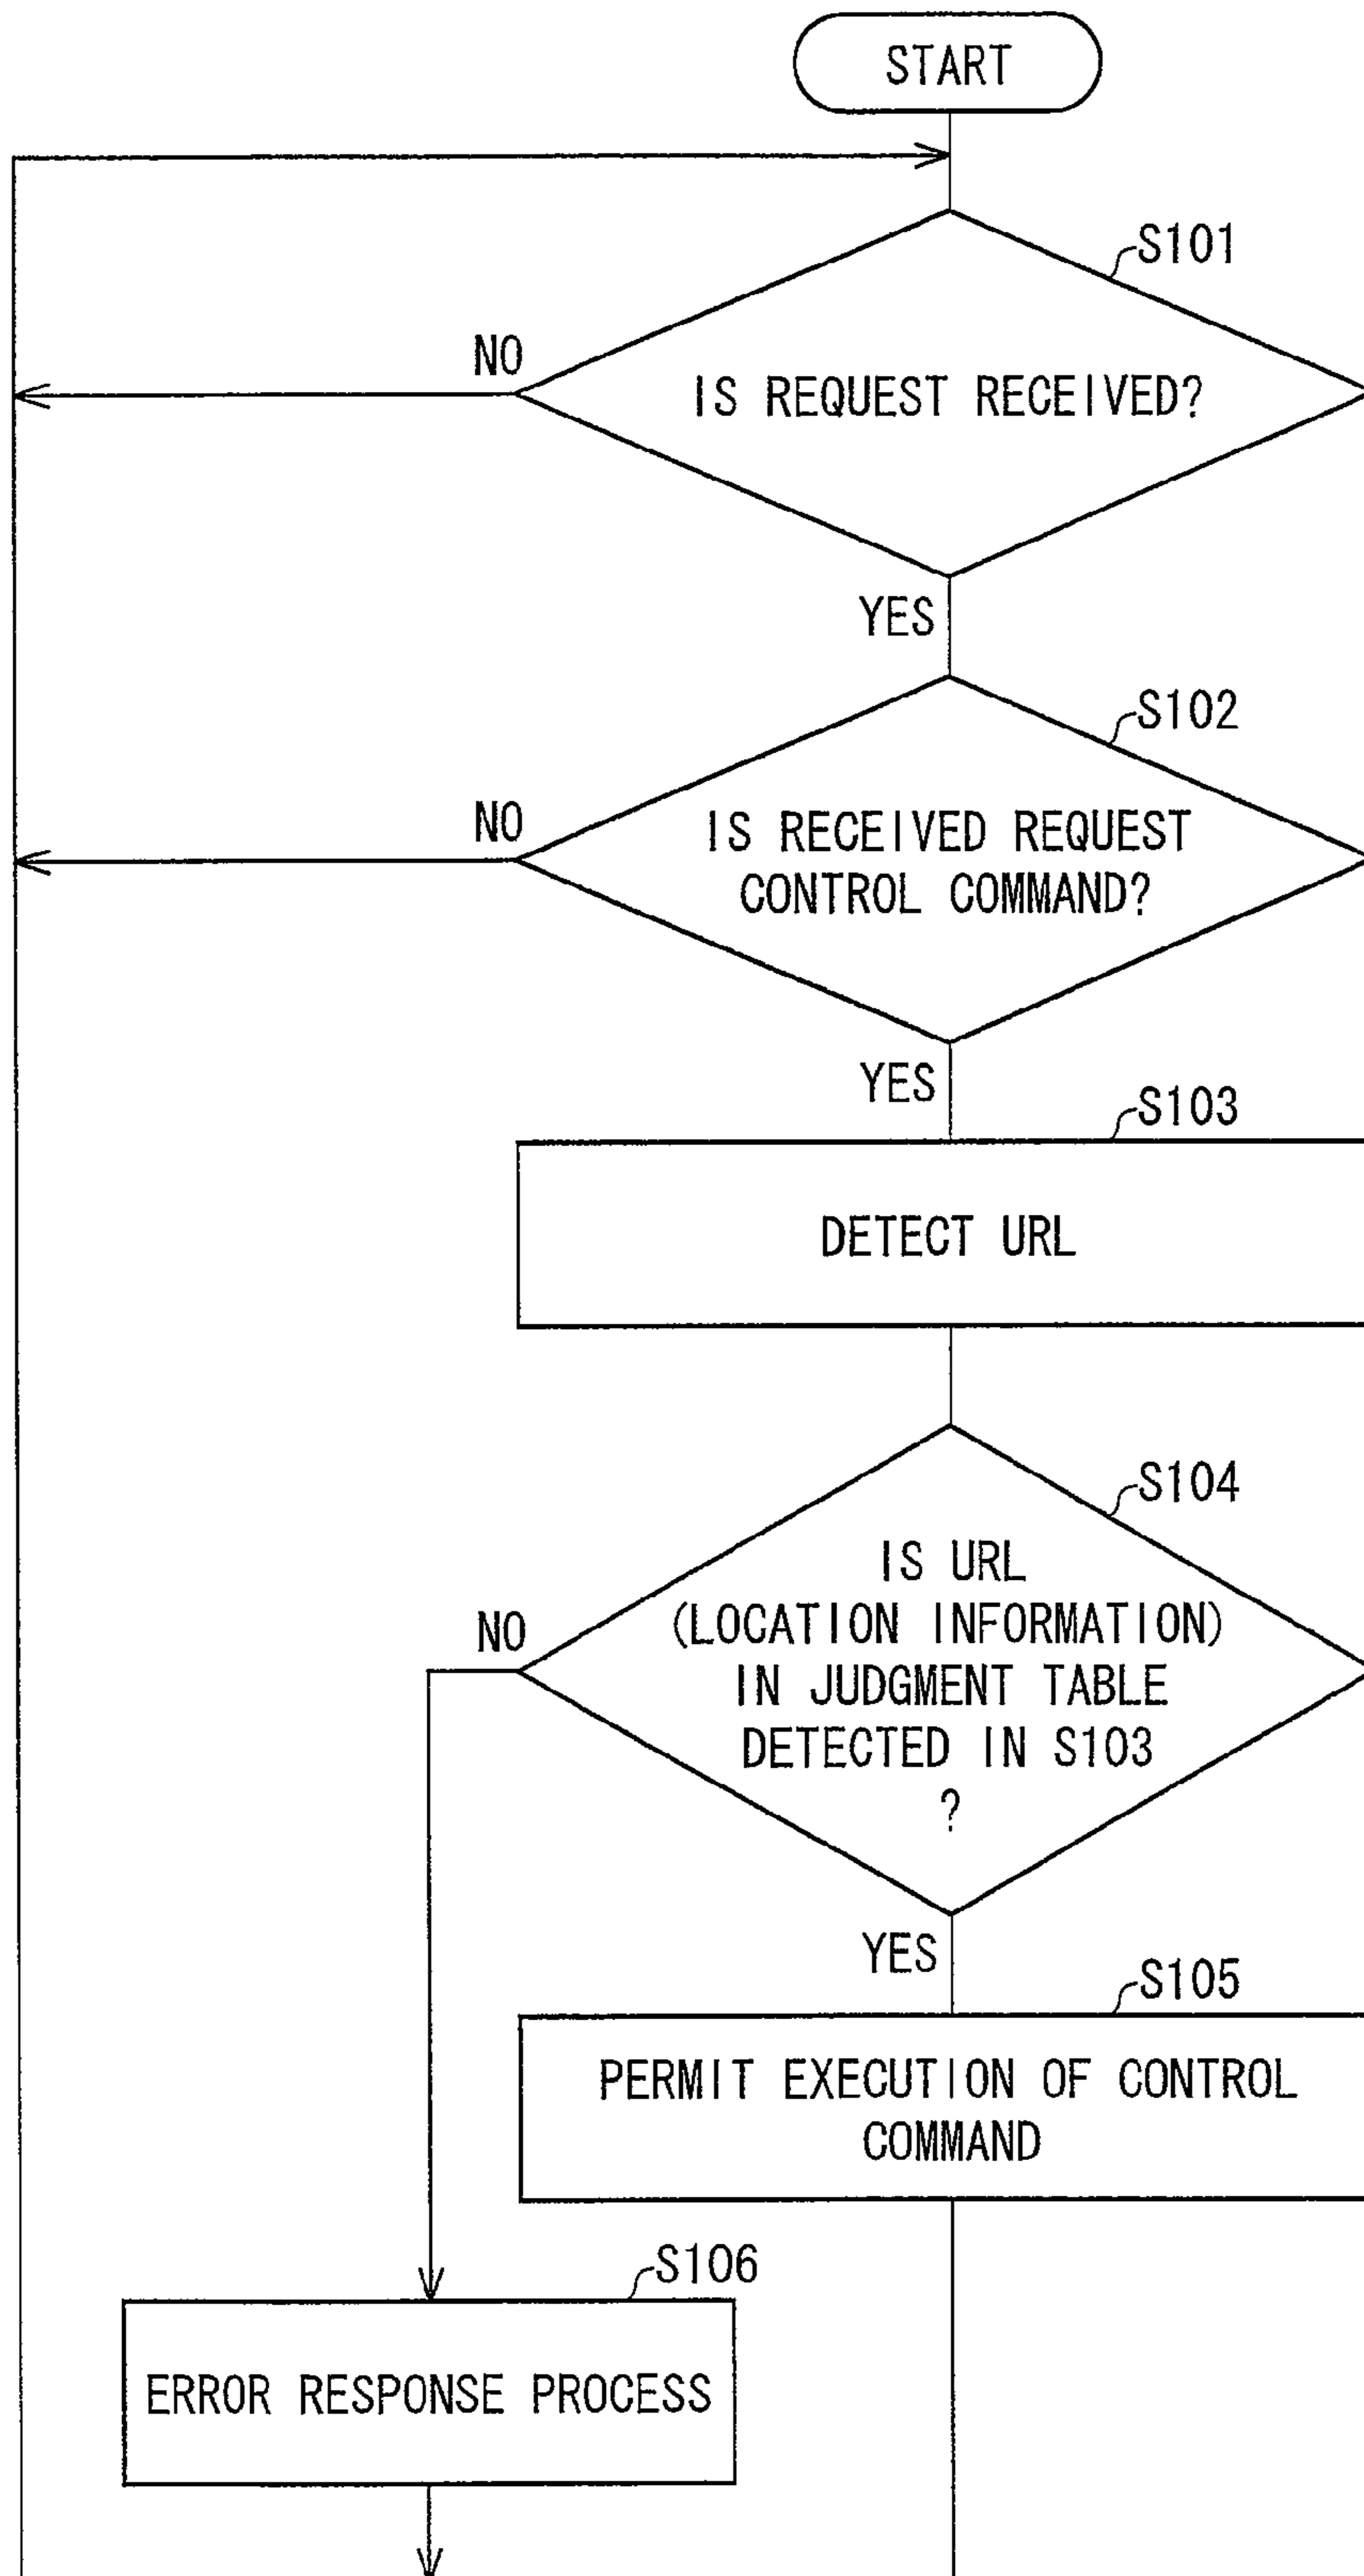 START
S101
NO
IS REQUEST RECEIVED?
YES
S102
NO
IS RECEIVED REQUEST
CONTROL COMMAND?
YES
S103
DETECT URL
S104
IS URL
NO
(LOCATION INFORMATION)
IN JUDGMENT TABLE
DETECTED IN S103
?
YES
S105
PERMIT EXECUTION OF CONTROL
COMMAND
S106
ERROR RESPONSE PROCESS